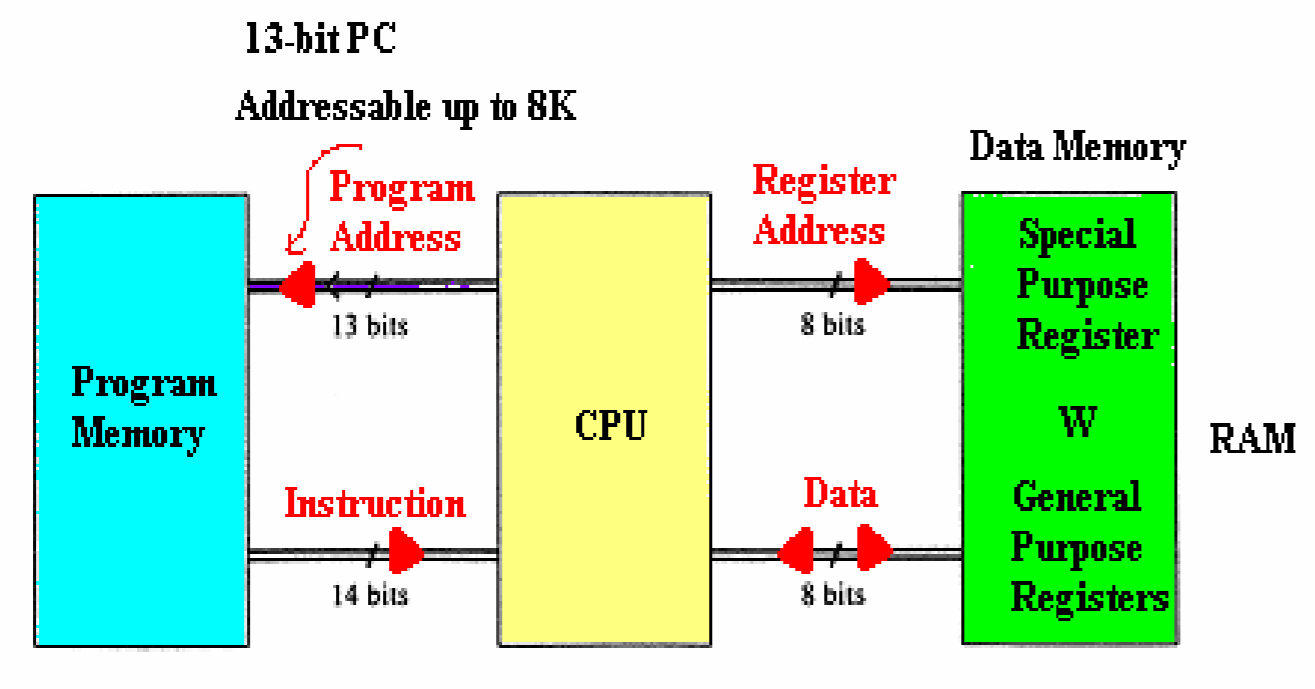 13-bit PC
Addressable up to 8K
Program
Address
13 bits
Program
Memory
Instruction
14 bits
CPU
Register
Address
8 bits
Data
8 bits
Data Memory
Special
Purpose
Register
W
General
Purpose
Registers
RAM